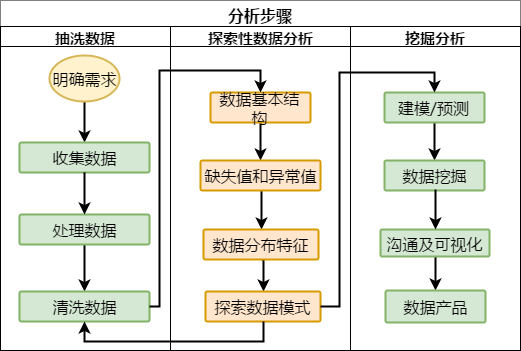 分析步骤
抽洗数据
探索性数据分析
挖掘分析
明确需求
收集数据
处理数据
清洗数据
数据基本结
构
缺失值和异常值
数据分布特征
探索数据模式
建模/预测
数据挖掘
沟通及可视化
数据产品